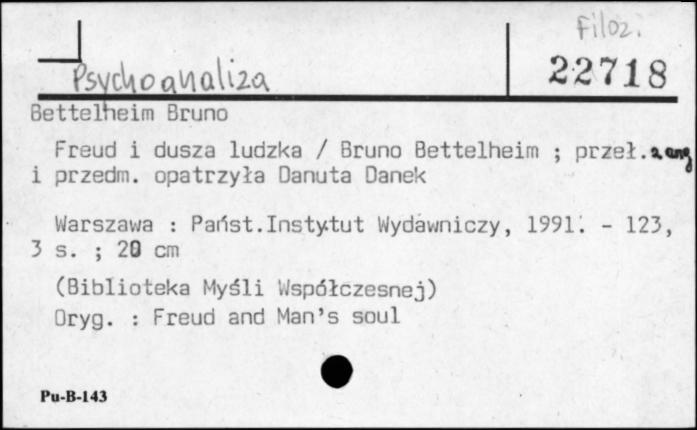 Filoz.
22718
Psychoanaliza
Bettelheim Bruno
Freud i dusza ludzka / Bruno Bettelheim ; przeł. z ang
i przedm. opatrzyła Danuta Danek
Warszawa : Państ.Instytut Wydawniczy, 1991. - 123,
3 s. ; 20 cm
(Biblioteka Myśli Współczesnej)
Oryg. : Freud and Man's soul
Pu-B-143